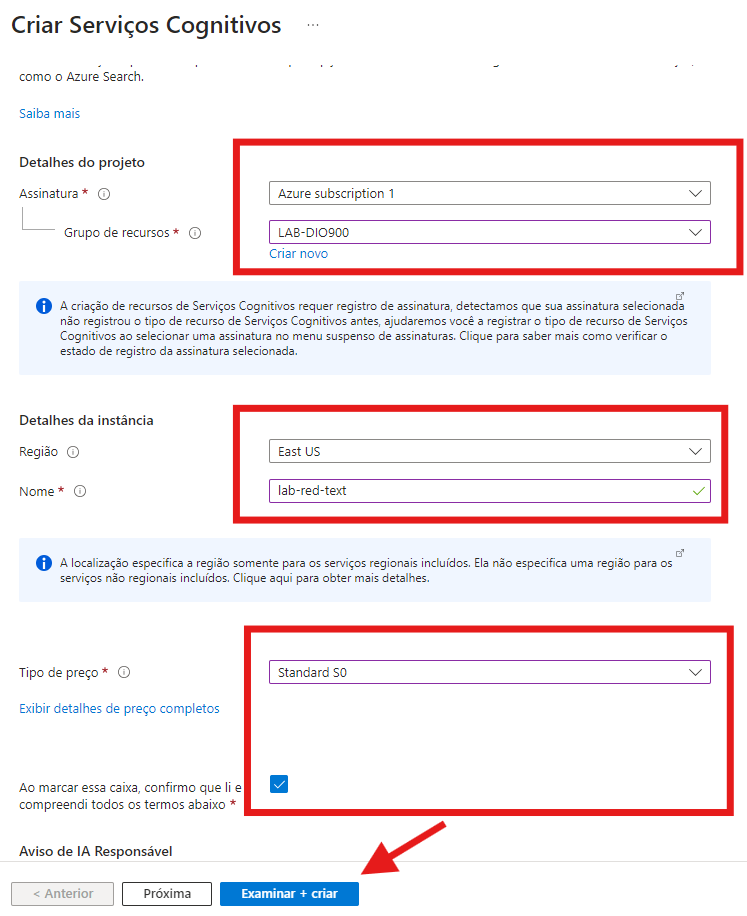 Criar Serviços Cognitivos ...
como o Azure Search.
Saiba mais
Detalhes do projeto
Assinatura *
Azure subscription 1
Grupo de recursos *
LAB-DIO900
Criar novo
A criação de recursos de Serviços Cognitivos requer registro de assinatura, detectamos que sua assinatura selecionada
não registrou o tipo de recurso de Serviços Cognitivos antes, ajudaremos você a registrar o tipo de recurso de Serviços
Cognitivos ao selecionar uma assinatura no menu suspenso de assinaturas. Clique para saber mais como verificar o
estado de registro da assinatura selecionada.
Detalhes da instância
Região
East US
Nome *
lab-red-text
A localização especifica a região somente para os serviços regionais incluídos. Ela não especifica uma região para os
serviços não regionais incluídos. Clique aqui para obter mais detalhes.
Tipo de preço *
Standard S0
Exibir detalhes de preço completos
Ao marcar essa caixa, confirmo que li e
compreendi todos os termos abaixo *
Aviso de IA Responsável
< Anterior
Próxima
Examinar + criar